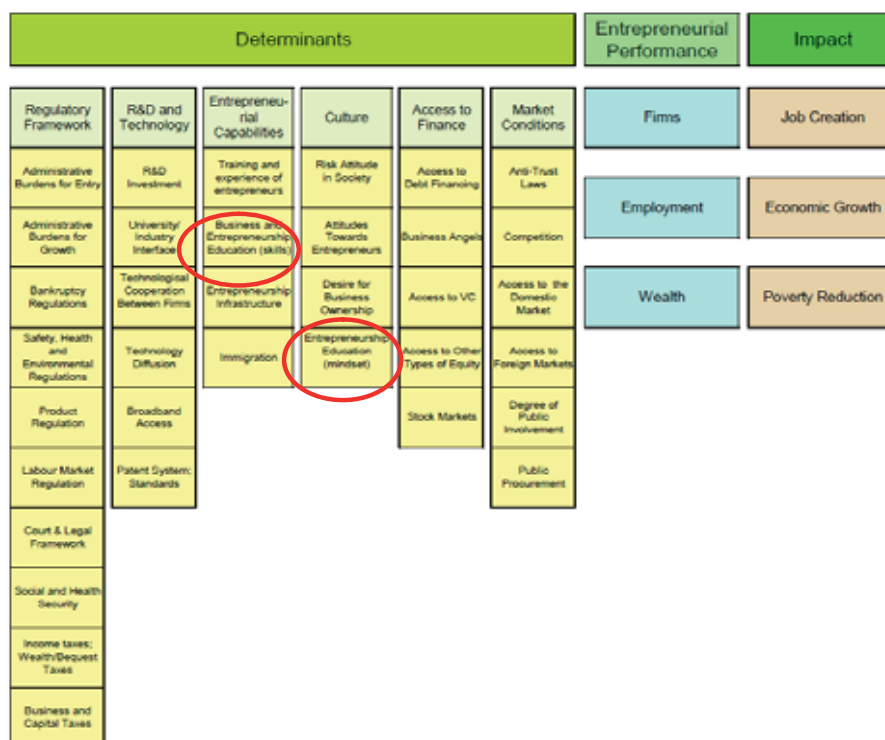 Determinants
Entrepreneurial
Performance
Impact
Regulatory
Framework
Administrative
Burdens for Entry
Administrative
Burdens for
Growth
Bankruptcy
Regulations
Safety, Health
and
Environmental
Regulations
Product
Regulation
Labour Market
Regulation
Court & Legal
Framework
Social and Health
Security
Income taxes;
Wealth/Bequest
Taxes
Business and
Capital Taxes
R&D and
Technology
R&D
Investment
University/
Industry
Interface
Technological
Cooperation
Between Firms
Technology
Diffusion
Broadband
Access
Patent System;
Standards
Entrepreneu-
rial
Capabilities
Training and
experience of
entrepreneurs
Business and
Entrepreneurship
Education (skills)
Entrepreneurship
Infrastructure
Immigration
Culture
Risk Attitude
in Society
Attitudes
Towards
Entrepreneurs
Desire for
Business
Ownership
Entrepreneurship
Education
(mindset)
Access to
Finance
Access to
Debt Financing
Business Angels
Access to VC
Access to Other
Types of Equity
Stock Markets
Market
Conditions
Anti-Trust
Laws
Competition
Access to the
Domestic
Market
Access to
Foreign Markets
Degree of
Public
Involvement
Public
Procurement
Firms
Employment
Wealth
Job Creation
Economic Growth
Poverty Reduction